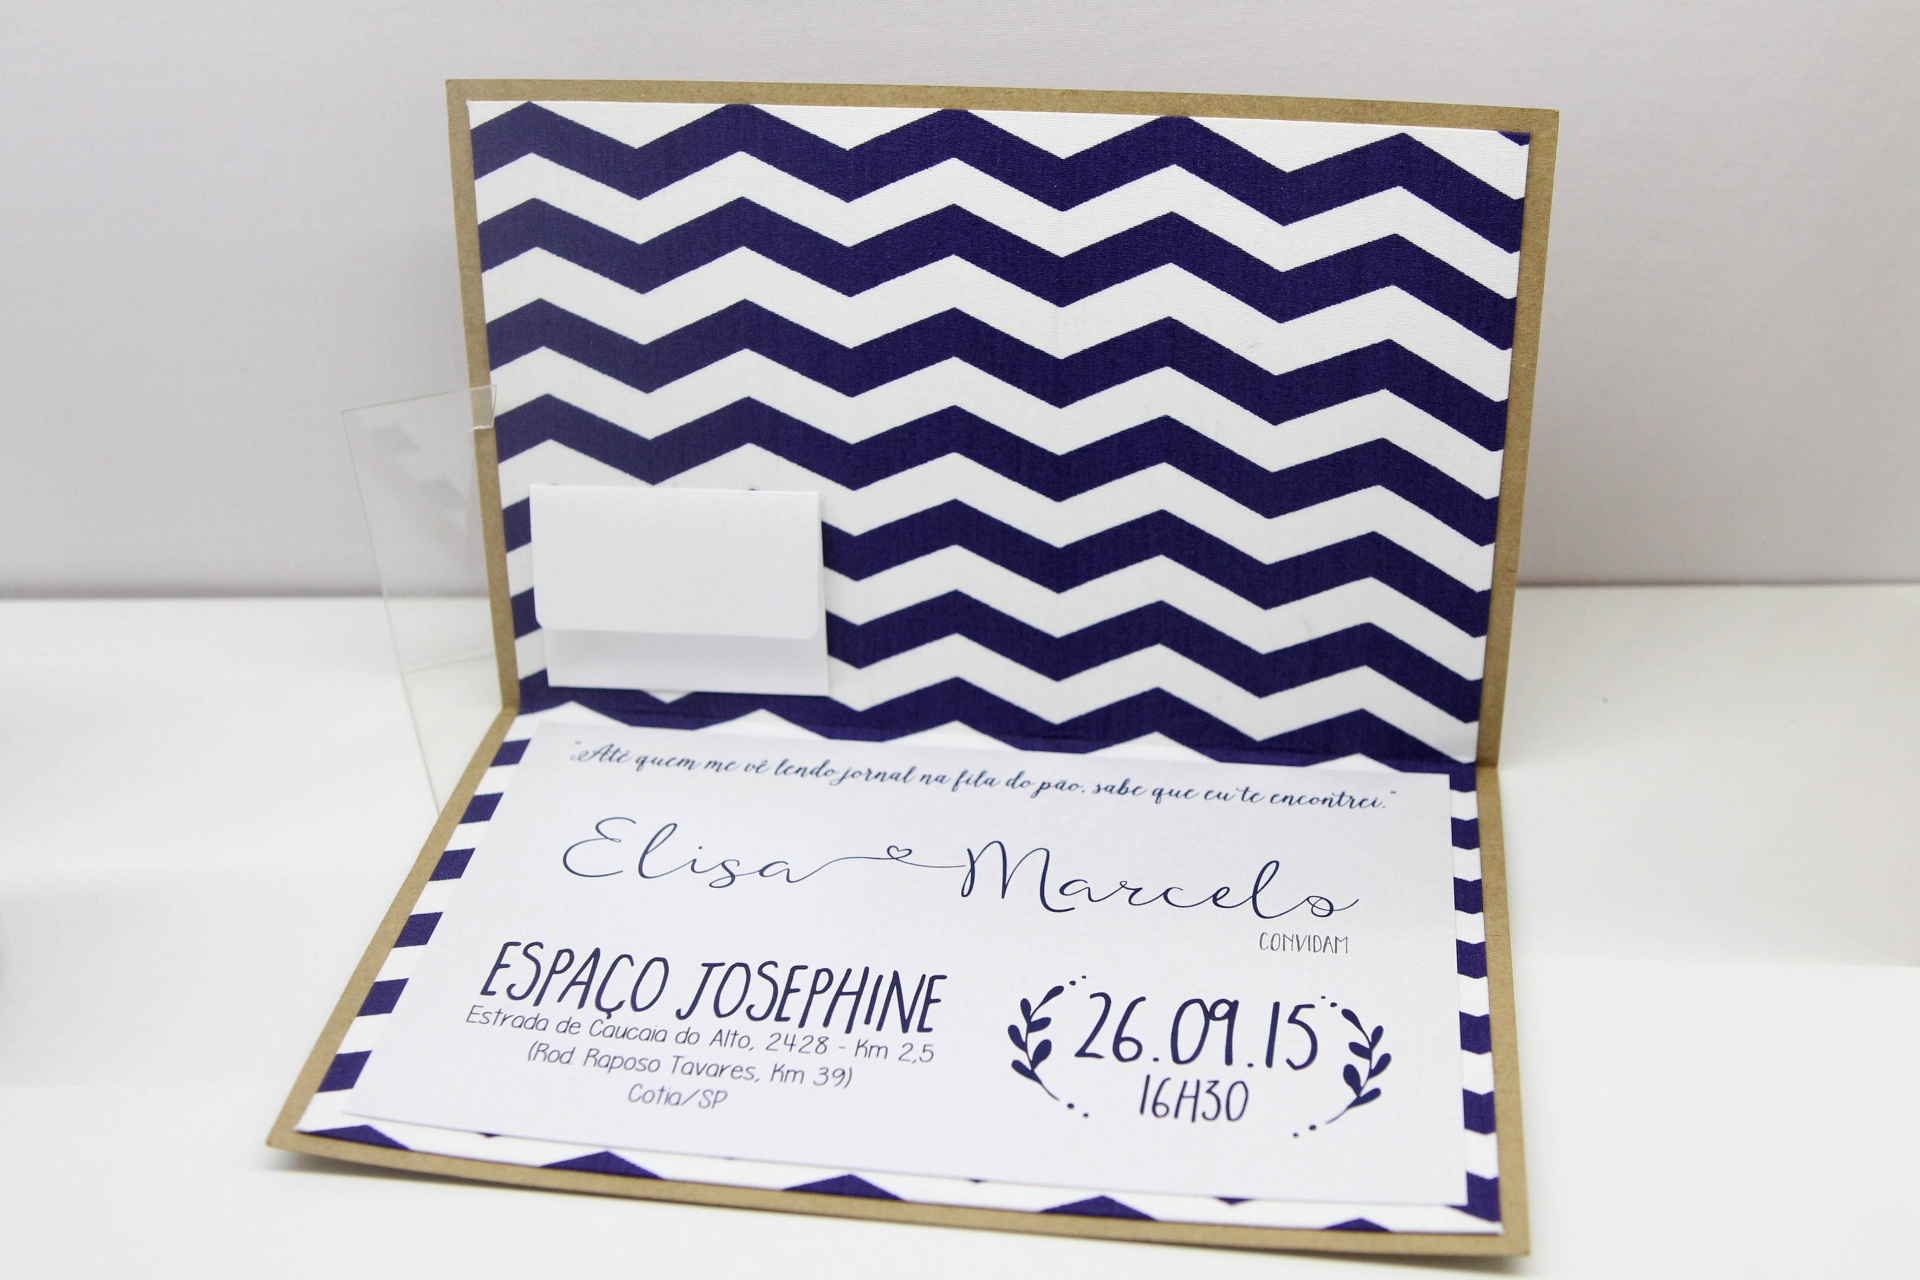 "Até quem me vê lendo jornal na fila do pão, sabe que eu te encontrei."
Elisa Marcelo
CONVIDAM
ESPAÇO JOSEPHINE
Estrada de Caucaia do Alto, 2428 - Km 2,5
(Rod. Raposo Tavares, Km 39)
Cotia/SP
26.09.15
16H30